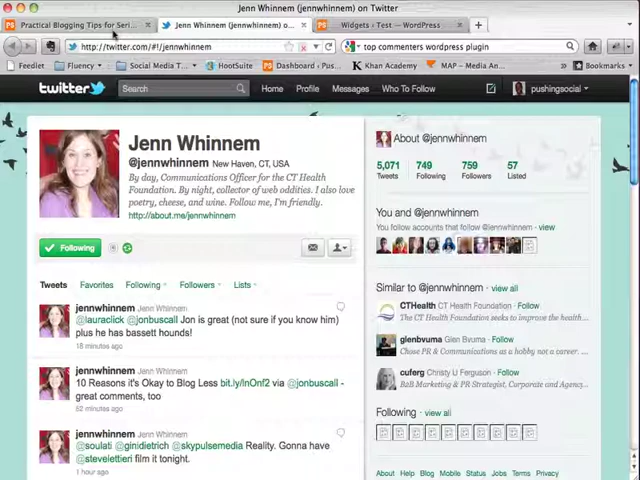 Jenn Whinnem (jennwhinnem) on Twitter
Practical Blogging Tips for Seri...
Jenn Whinnem (jennwhinnem) o...
Widgets ‹ Test — WordPress
http://twitter.com/#!/jennwhinnem
top commenters wordpress plugin
Feedlet
Fluency
Social Media T...
HootSuite
Dashboard ‹ Pus...
Khan Academy
MAP – Media An...
Bookmarks
twitter
Search
Home
Profile
Messages
Who To Follow
pushingsocial
Jenn Whinnem
@jennwhinnem New Haven, CT, USA
By day, Communications Officer for the CT Health
Foundation. By night, collector of web oddities. I also love
poetry, cheese, and wine. Follow me, I'm friendly.
http://about.me/jennwhinnem
Following
Tweets
Favorites
Following
Followers
Lists
jennwhinnem Jenn Whinnem
@lauraclick @jonbuscall Jon is great (not sure if you know him)
plus he has bassett hounds!
18 minutes ago
jennwhinnem Jenn Whinnem
10 Reasons it's Okay to Blog Less bit.ly/lnOnf2 via @jonbuscall -
great comments, too
52 minutes ago
jennwhinnem Jenn Whinnem
@soulati @ginidietrich @skypulsemedia Reality. Gonna have
@stevelettieri film it tonight.
1 hour ago
About @jennwhinnem
5,071
749
759
57
Tweets
Following
Followers
Listed
You and @jennwhinnem
You follow accounts that follow @jennwhinnem · view
Similar to @jennwhinnem · view all
CTHealth CT Health Foundation · Follow
The CT Health Foundation seeks to improve the health...
glenbvuma Glen Bvuma · Follow
Chose PR & Communications as a hobby not a career. ...
cuferg Christy U Ferguson · Follow
B2B Marketing & PR Strategist, Corporate and Agency...
Following · view all
About Help Blog Mobile Status Jobs Terms Privacy